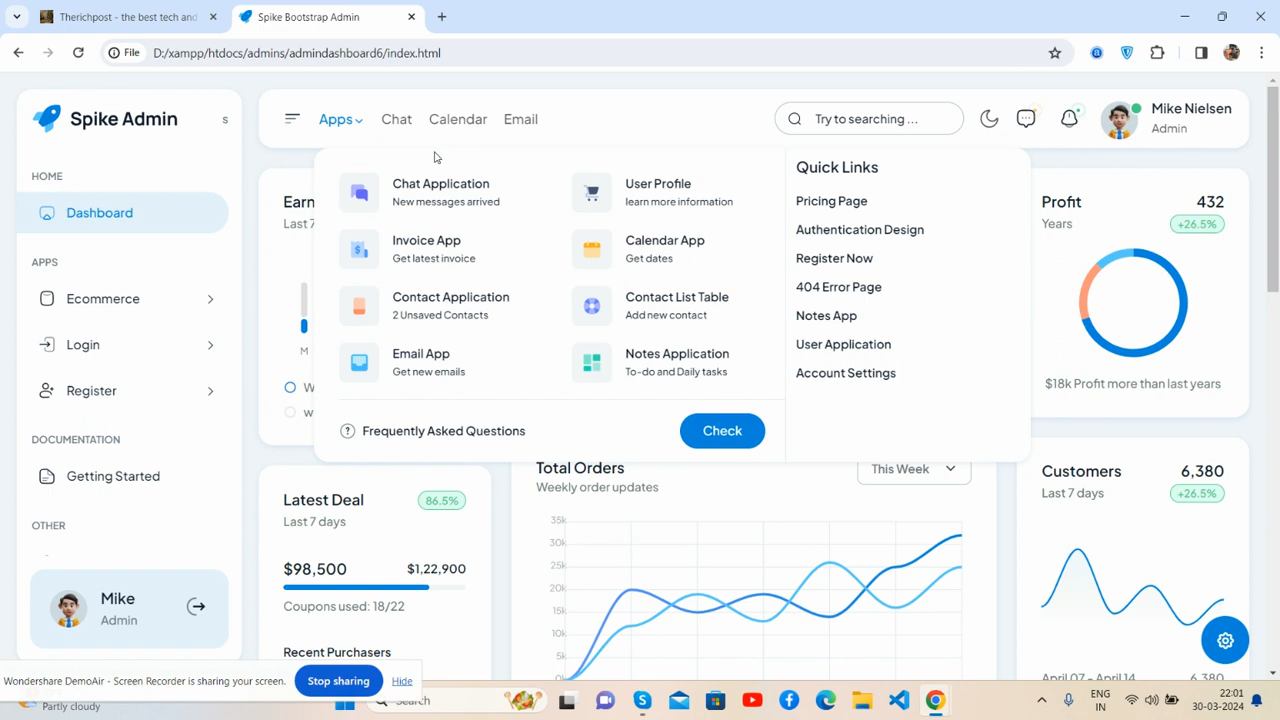 Therichpost - the best tech and
Spike Bootstrap Admin
File
D:/xampp/htdocs/admins/admindashboard6/index.html
Spike Admin
S
HOME
Dashboard
APPS
Ecommerce
Login
Register
DOCUMENTATION
Getting Started
OTHER
Mike
Admin
Apps
Chat
Calendar
Email
Try to searching ...
Mike Nielsen
Admin
Earn
Last 7
M
Chat Application
New messages arrived
User Profile
learn more information
Invoice App
Get latest invoice
Calendar App
Get dates
Contact Application
2 Unsaved Contacts
Contact List Table
Add new contact
Email App
Get new emails
Notes Application
To-do and Daily tasks
Frequently Asked Questions
Check
Quick Links
Pricing Page
Authentication Design
Register Now
404 Error Page
Notes App
User Application
Account Settings
Profit
432
Years
+26.5%
$18k Profit more than last years
Latest Deal
86.5%
Last 7 days
$98,500
$1,22,900
Coupons used: 18/22
Recent Purchasers
Total Orders
Weekly order updates
This Week
35k
30k
25k
20k
15k
10k
5k
Customers
6,380
Last 7 days
+26.5%
April 07 - April 14
6,380
Wondershare DemoAir - Screen Recorder is sharing your screen.
Stop sharing
Hide
Partly cloudy
Search
ENG
IN
22:01
30-03-2024